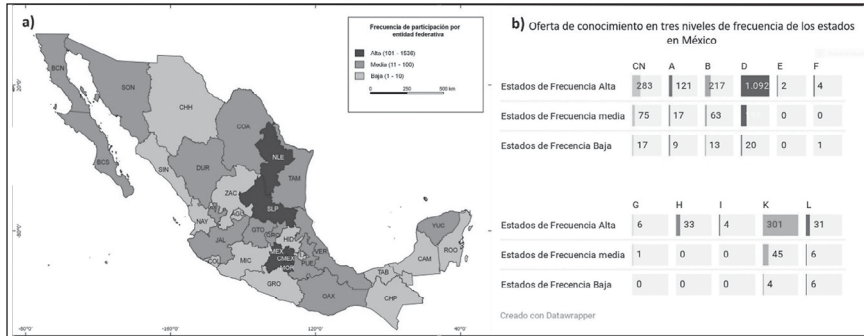 a)
Frecuencia de participación por
entidad federativa
Alta (101 - 1636)
Media (11 - 100)
Baja (1 - 10)
0 250 500 km
20°0'
-80°0'
-80°0' -100°0' 120°0' 40°0'
BCN
SON
CHH
COA
BCS
SIN
DUR
NLE
TAM
ZAC
SLP
NAY
AGU
JAL
GTO
QRO
HID
VER
COL
MIC
MEX
CMEX
MOR
PUE
GRO
OAX
TAB
CHP
CAM
YUC
ROO
b) Oferta de conocimiento en tres niveles de frecuencia de los estados
en México
CN A B D E F
Estados de Frecuencia Alta 283 121 217 1.092 2 4
Estados de Frecuencia media 75 17 63 0 0
Estados de Frecencia Baja 17 9 13 20 0 1
G H I K L
Estados de Frecuencia Alta 6 33 4 301 31
Estados de Frecuencia media 1 0 0 45 6
Estados de Frecencia Baja 0 0 0 4 6
Creado con Datawrapper